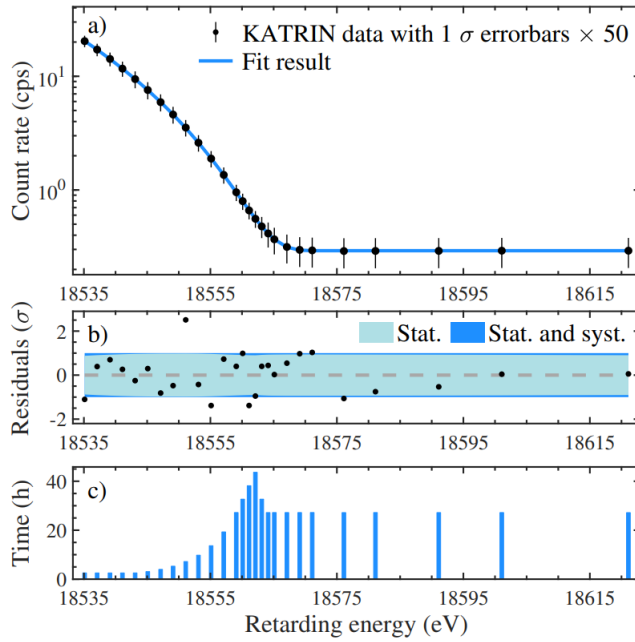 a)
KATRIN data with 1 σ errorbars × 50
Fit result
Count rate (cps)
10¹
10⁰
18535 18555 18575 18595 18615
b)
Stat. Stat. and syst.
Residuals (σ)
2
0
-2
18535 18555 18575 18595 18615
c)
Time (h)
40
20
0
18535 18555 18575 18595 18615
Retarding energy (eV)